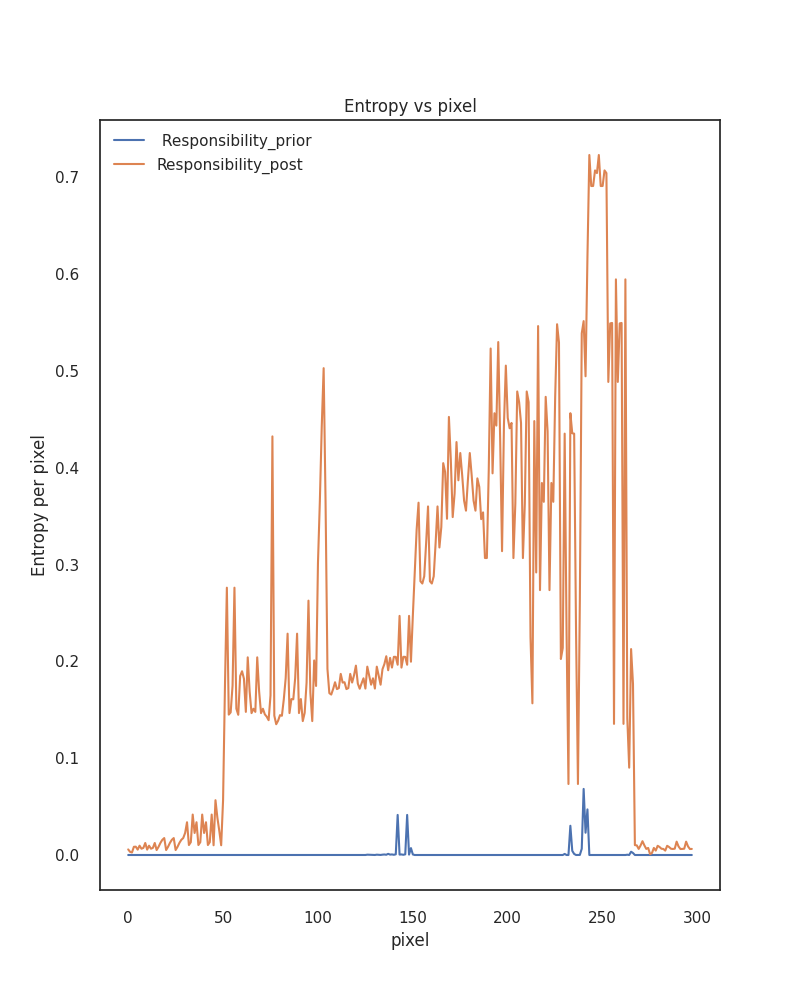 Entropy vs pixel
Responsibility_prior
Responsibility_post
Entropy per pixel
0.7
0.6
0.5
0.4
0.3
0.2
0.1
0.0
0 50 100 150 200 250 300
pixel